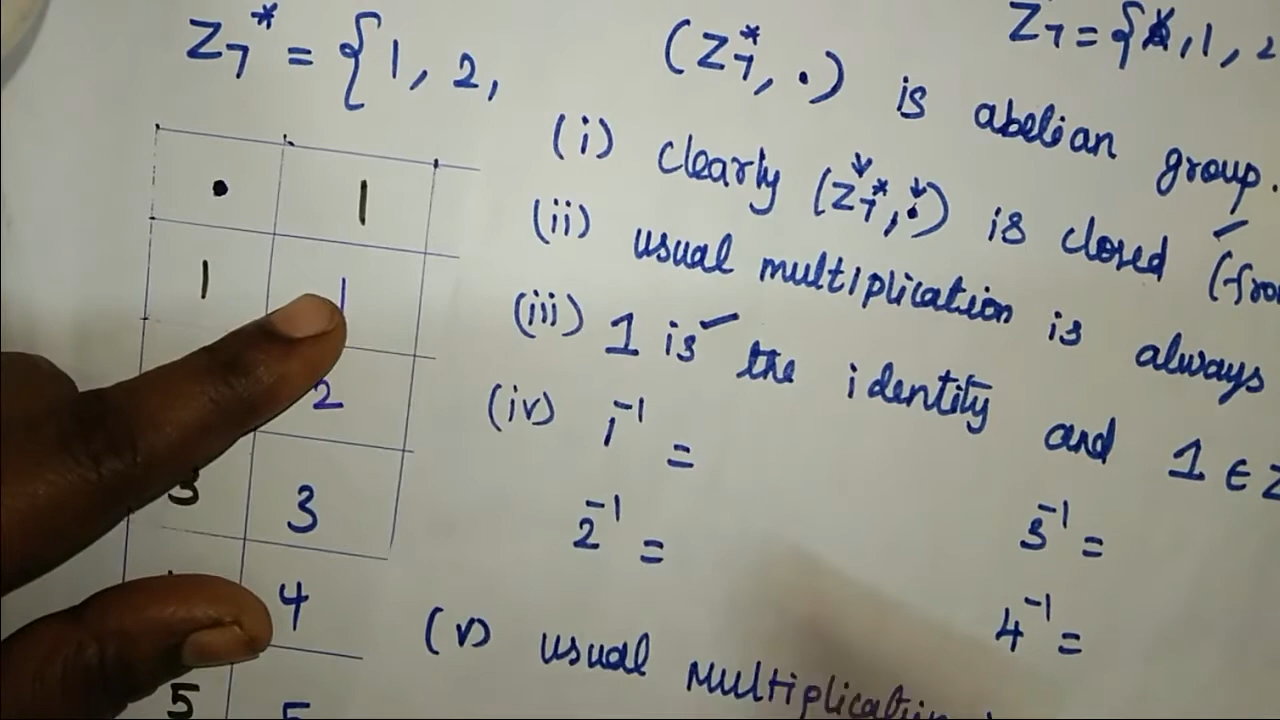 Z7* = {1, 2,
(Z7*, .) is abelian group.
Z7 = {0, 1, 2
(i) clearly (Z7*, .) is closed (fro
(ii) usual multiplication is always
(iii) 1 is the identity and 1 ∈ Z
(iv) 1⁻¹ =
2⁻¹ =
3⁻¹ =
4⁻¹ =
(v) usual multiplication
• 1
1 1
2
3 3
4
5 5